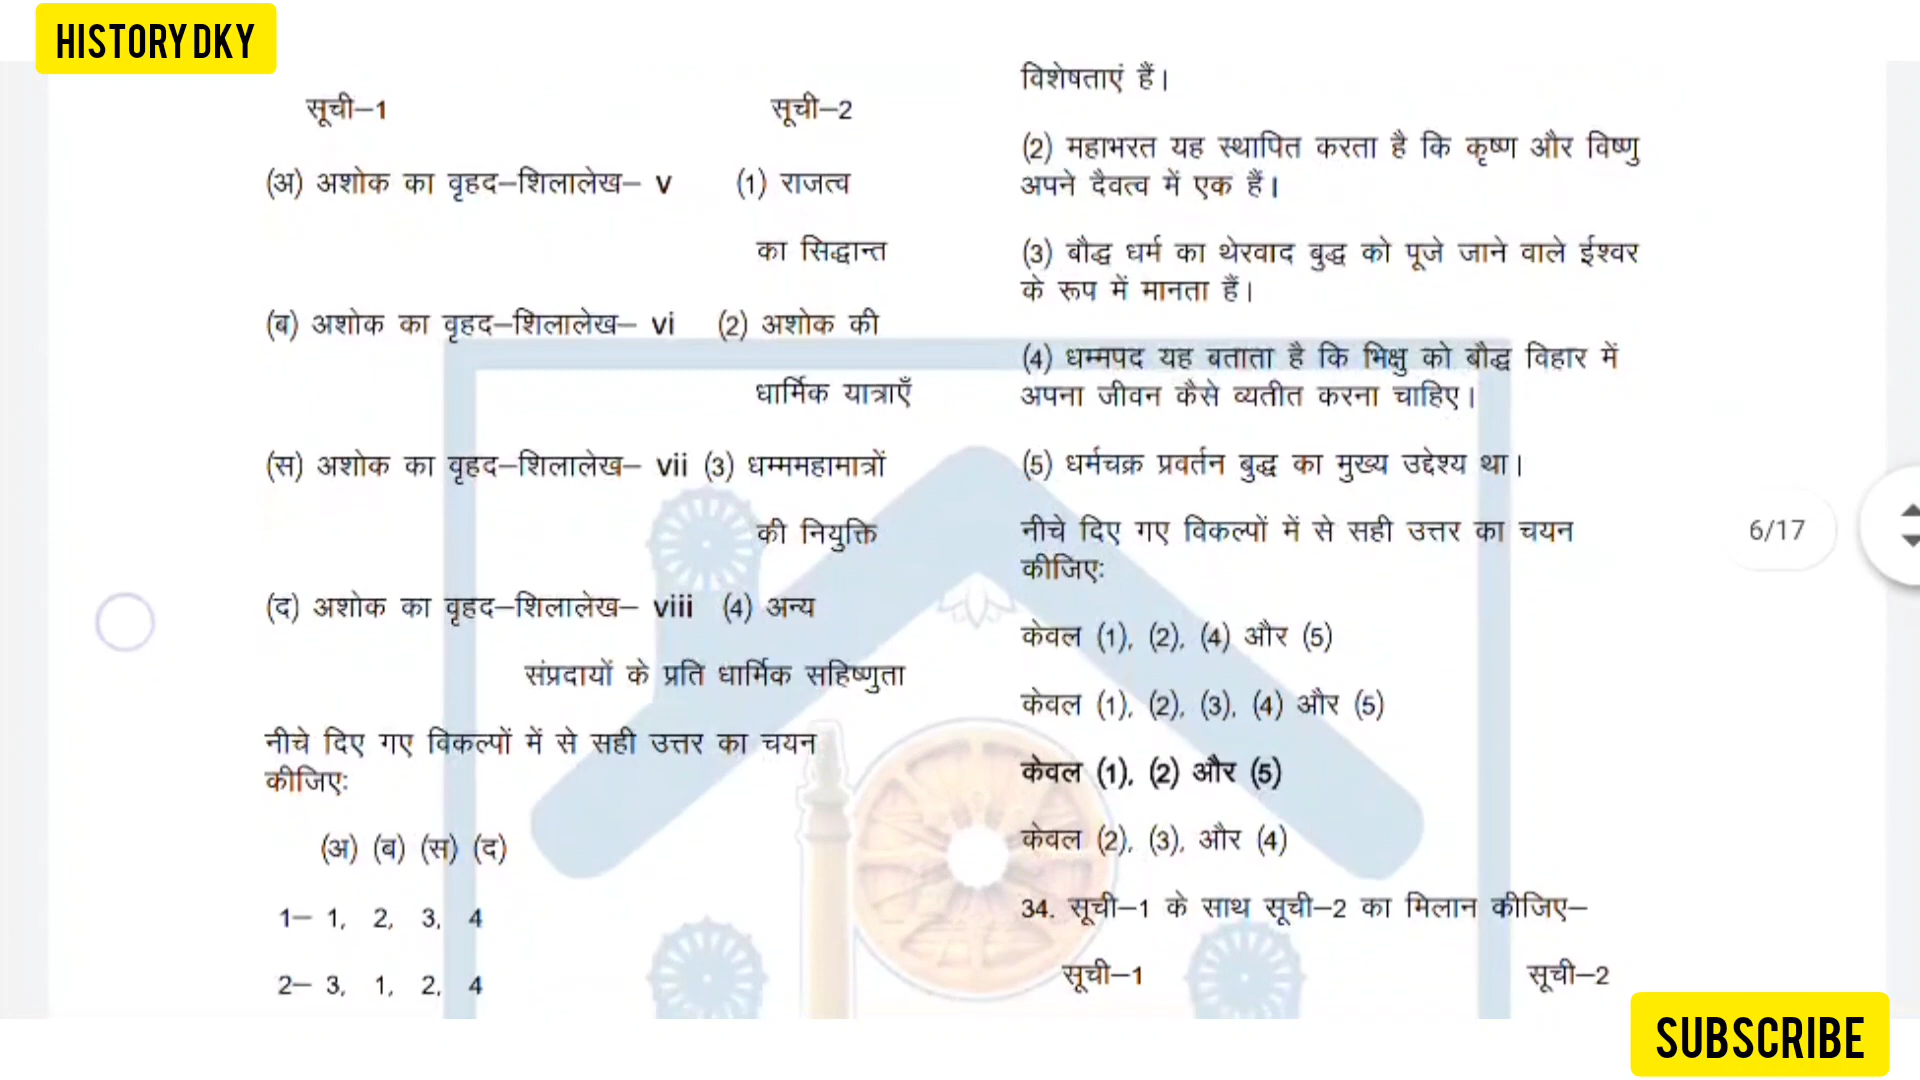 HISTORY DKY
सूची–1 सूची–2
(अ) अशोक का वृहद–शिलालेख– v (1) राजत्व
का सिद्धान्त
(ब) अशोक का वृहद–शिलालेख– vi (2) अशोक की
धार्मिक यात्राएँ
(स) अशोक का वृहद–शिलालेख– vii (3) धम्ममहामात्रों
की नियुक्ति
(द) अशोक का वृहद–शिलालेख– viii (4) अन्य
संप्रदायों के प्रति धार्मिक सहिष्णुता
नीचे दिए गए विकल्पों में से सही उत्तर का चयन
कीजिए:
(अ) (ब) (स) (द)
1– 1, 2, 3, 4
2– 3, 1, 2, 4
विशेषताएं हैं।
(2) महाभरत यह स्थापित करता है कि कृष्ण और विष्णु
अपने दैवत्व में एक हैं।
(3) बौद्ध धर्म का थेरवाद बुद्ध को पूजे जाने वाले ईश्वर
के रूप में मानता हैं।
(4) धम्मपद यह बताता है कि भिक्षु को बौद्ध विहार में
अपना जीवन कैसे व्यतीत करना चाहिए।
(5) धर्मचक्र प्रवर्तन बुद्ध का मुख्य उद्देश्य था।
नीचे दिए गए विकल्पों में से सही उत्तर का चयन
कीजिए:
केवल (1), (2), (4) और (5)
केवल (1), (2), (3), (4) और (5)
केवल (1), (2) और (5)
केवल (2), (3), और (4)
34. सूची–1 के साथ सूची–2 का मिलान कीजिए–
सूची–1 सूची–2
6/17
SUBSCRIBE